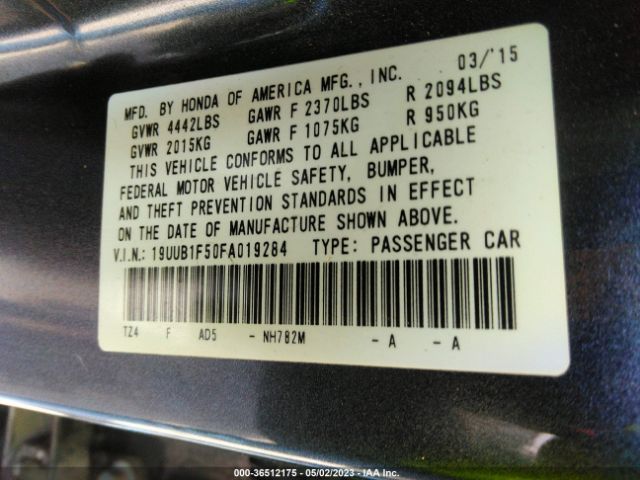 MFD. BY HONDA OF AMERICA MFG., INC. 03/'15
GVWR 4442LBS GAWR F 2370LBS R 2094LBS
GVWR 2015KG GAWR F 1075KG R 950KG
THIS VEHICLE CONFORMS TO ALL APPLICABLE
FEDERAL MOTOR VEHICLE SAFETY, BUMPER,
AND THEFT PREVENTION STANDARDS IN EFFECT
ON THE DATE OF MANUFACTURE SHOWN ABOVE.
V.I.N.: 19UUB1F50FA019284 TYPE: PASSENGER CAR
TZ4 F AD5 - NH782M - A - A
000-36512175 - 05/02/2023 - IAA Inc.